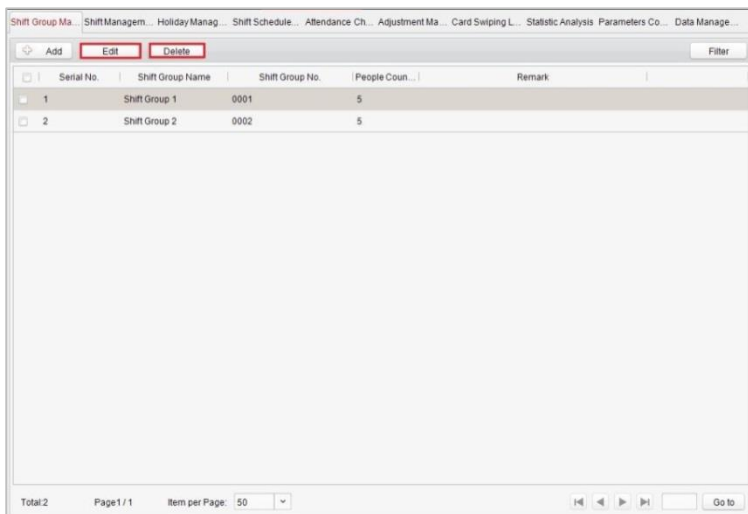 Shift Group Ma... Shift Managem... Holiday Manag... Shift Schedule... Attendance Ch... Adjustment Ma... Card Swiping L... Statistic Analysis Parameters Co... Data Manage...
Add Edit Delete Filter
Serial No. Shift Group Name Shift Group No. People Coun... Remark
1 Shift Group 1 0001 5
2 Shift Group 2 0002 5
Total:2 Page1 / 1 Item per Page: 50 Go to